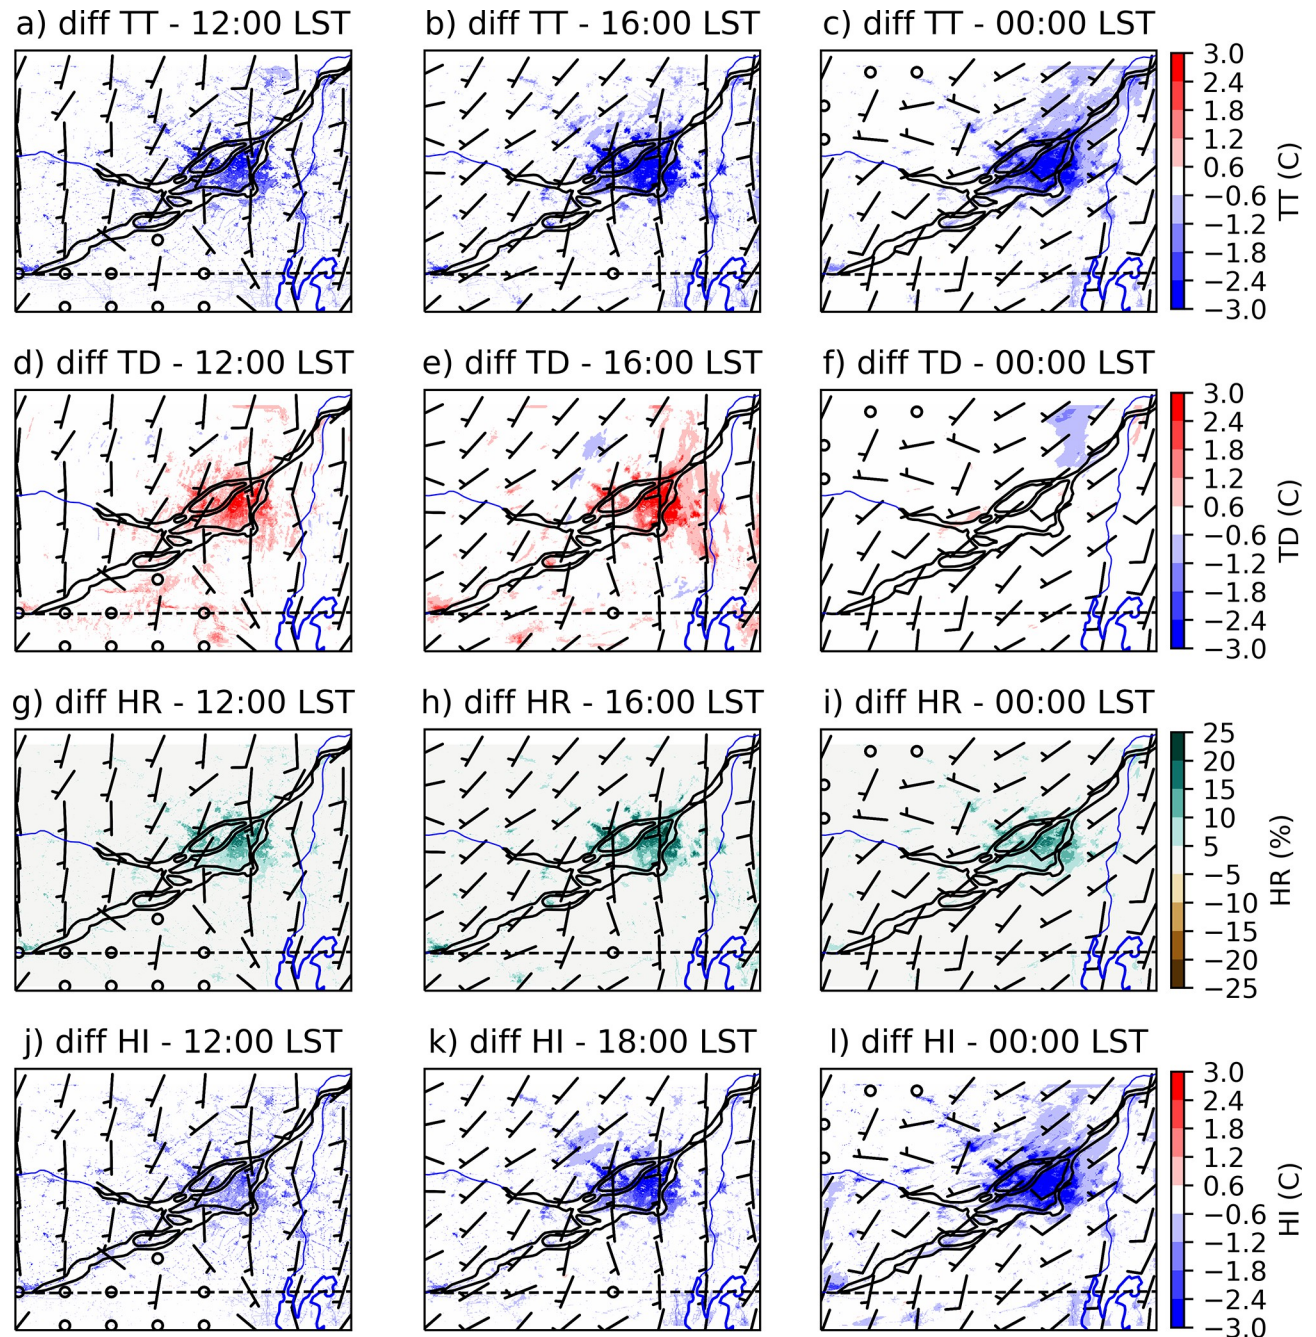 a) diff TT - 12:00 LST
b) diff TT - 16:00 LST
c) diff TT - 00:00 LST
3.0
2.4
1.8
1.2
0.6
−0.6
−1.2
−1.8
−2.4
−3.0
TT (C)
d) diff TD - 12:00 LST
e) diff TD - 16:00 LST
f) diff TD - 00:00 LST
3.0
2.4
1.8
1.2
0.6
−0.6
−1.2
−1.8
−2.4
−3.0
TD (C)
g) diff HR - 12:00 LST
h) diff HR - 16:00 LST
i) diff HR - 00:00 LST
25
20
15
10
5
−5
−10
−15
−20
−25
HR (%)
j) diff HI - 12:00 LST
k) diff HI - 18:00 LST
l) diff HI - 00:00 LST
3.0
2.4
1.8
1.2
0.6
−0.6
−1.2
−1.8
−2.4
−3.0
HI (C)